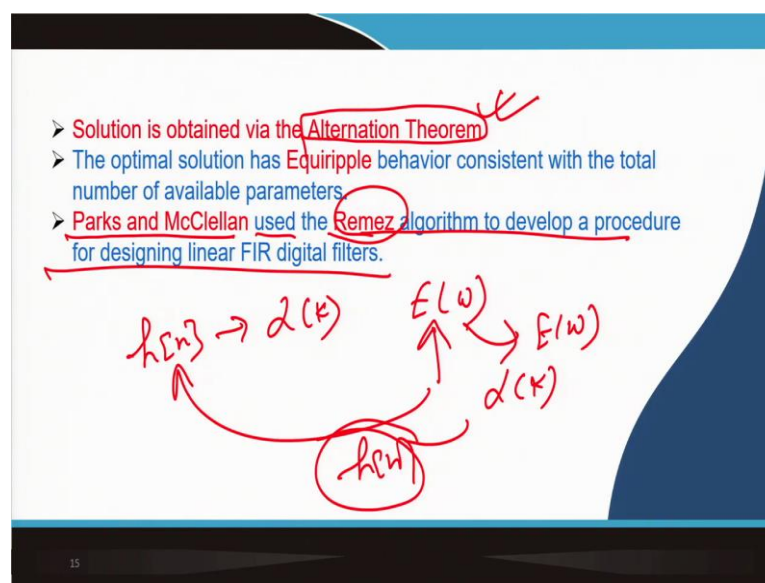 ➢ Solution is obtained via the Alternation Theorem
➢ The optimal solution has Equiripple behavior consistent with the total
number of available parameters.
➢ Parks and McClellan used the Remez algorithm to develop a procedure
for designing linear FIR digital filters.
h[n] → α(k)
E(ω)
E(ω)
α(k)
h[n]
15